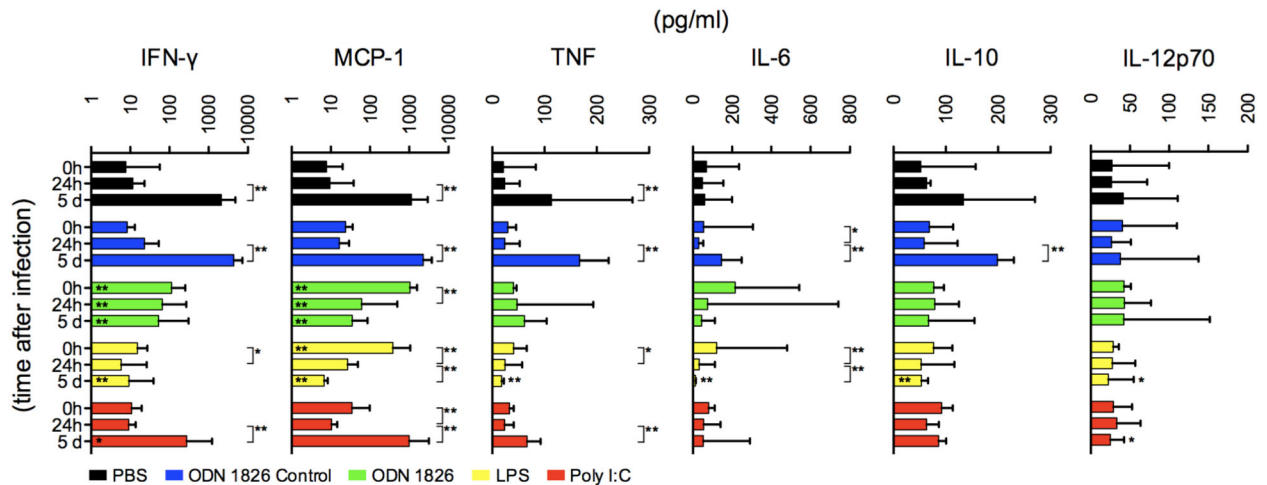 (pg/ml)
IFN-γ MCP-1 TNF IL-6 IL-10 IL-12p70
1 10 100 1000 10000 1 10 100 1000 10000 0 100 200 300 0 200 400 600 800 0 100 200 300 0 50 100 150 200
(time after infection)
0h
24h **
5 d ** ** **
0h *
24h ** ** ** ** **
5 d
0h ** ** **
24h ** **
5 d ** **
0h * ** ** * **
24h ** **
5 d ** ** ** ** ** *
0h **
24h ** ** **
5 d * *
PBS ODN 1826 Control ODN 1826 LPS Poly I:C